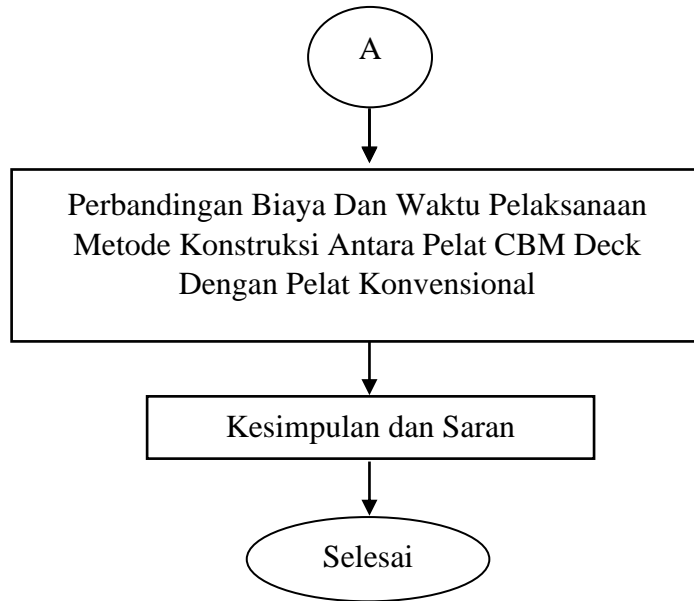 A
Perbandingan Biaya Dan Waktu Pelaksanaan
Metode Konstruksi Antara Pelat CBM Deck
Dengan Pelat Konvensional
Kesimpulan dan Saran
Selesai